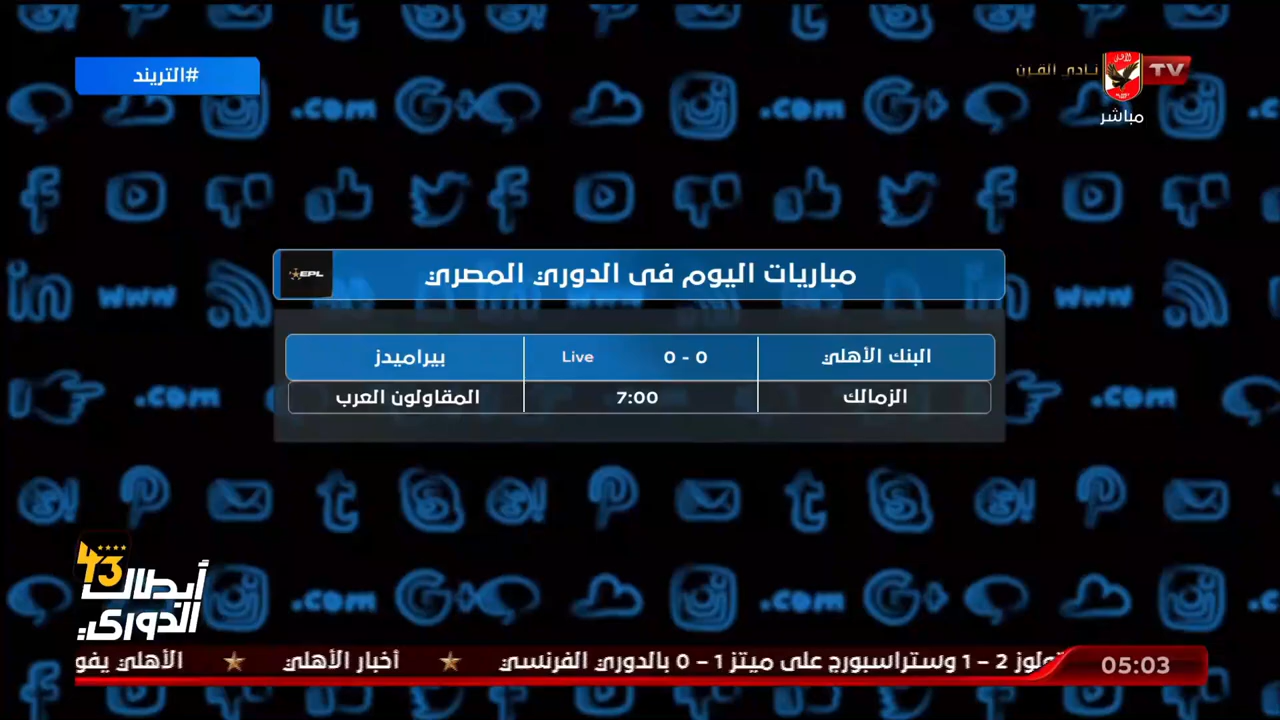 #التريند
نادي القرن
TV
مباشر
مباريات اليوم فى الدوري المصري
EPL
البنك الأهلي 0 - 0 Live بيراميدز
الزمالك 7:00 المقاولون العرب
43
أبطال
الدوري
05:03
تولوز 2 – 1 وستراسبورج على ميتز 1 – 0 بالدوري الفرنسي ★ أخبار الأهلي ★ الأهلي يفو